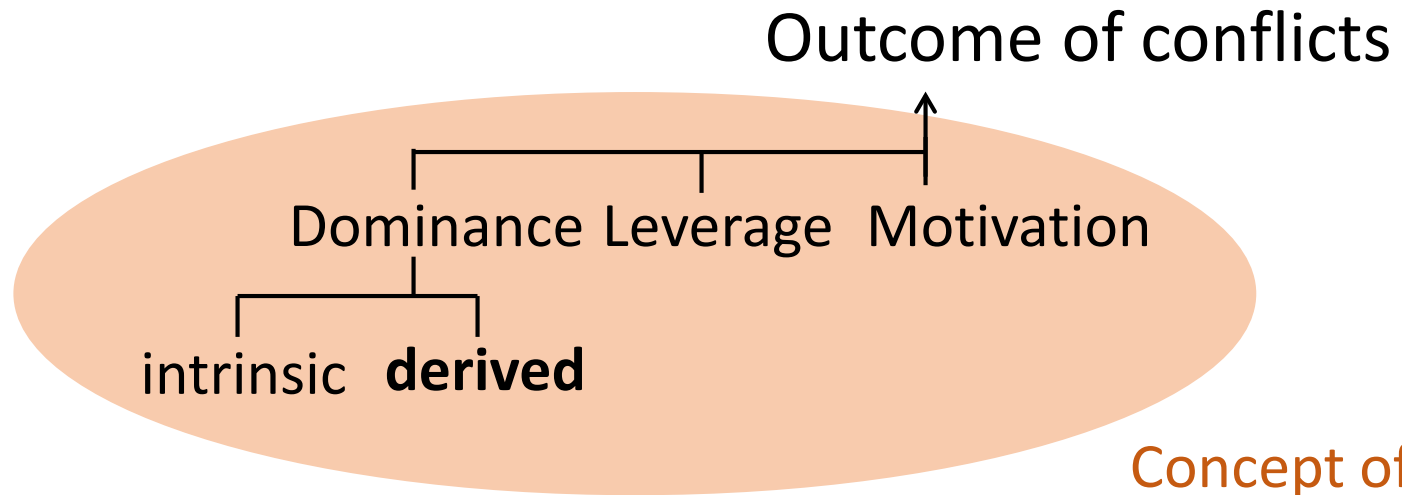 Outcome of conflicts
Dominance Leverage Motivation
intrinsic derived
Concept of